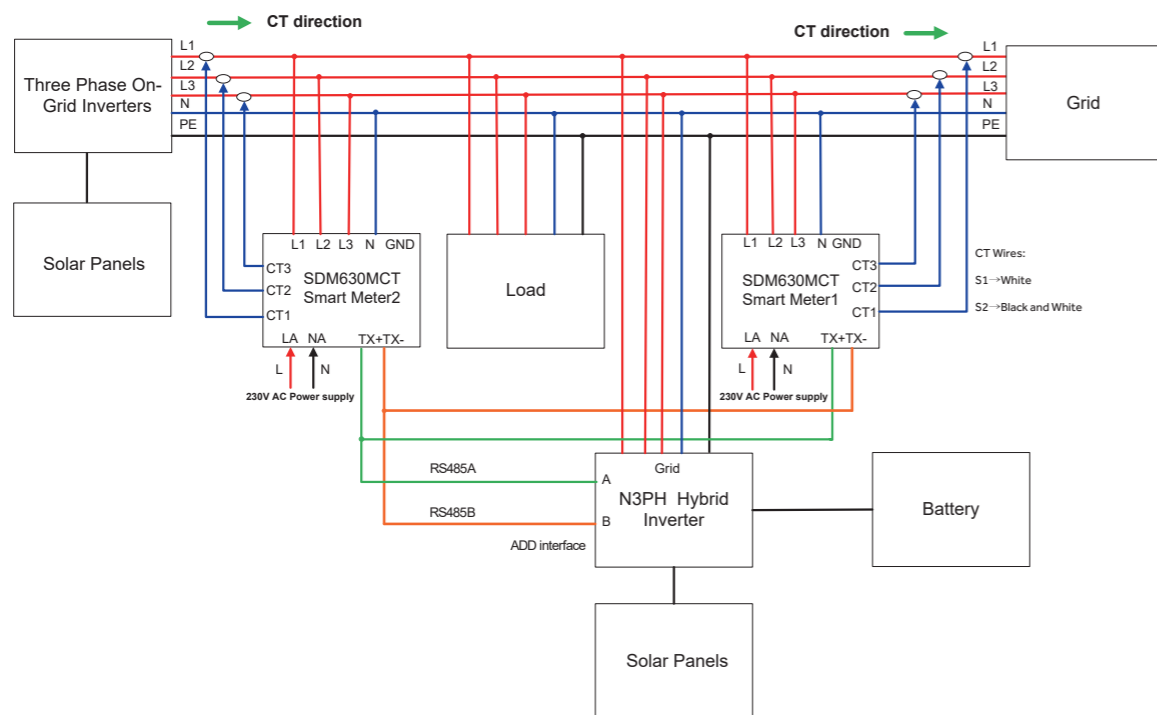 CT direction
CT direction
L1
L2
L3
N
PE
Three Phase On-
Grid Inverters
L1
L2
L3
N
PE
Grid
Solar Panels
L1 L2 L3 N GND
CT3
CT2
CT1
SDM630MCT
Smart Meter2
LA NA TX+TX-
L N
230V AC Power supply
Load
L1 L2 L3 N GND
SDM630MCT
Smart Meter1
CT3
CT2
CT1
LA NA TX+TX-
L N
230V AC Power supply
CT Wires:
S1→White
S2→Black and White
RS485A
RS485B
ADD interface
Grid
A
B
N3PH Hybrid
Inverter
Battery
Solar Panels